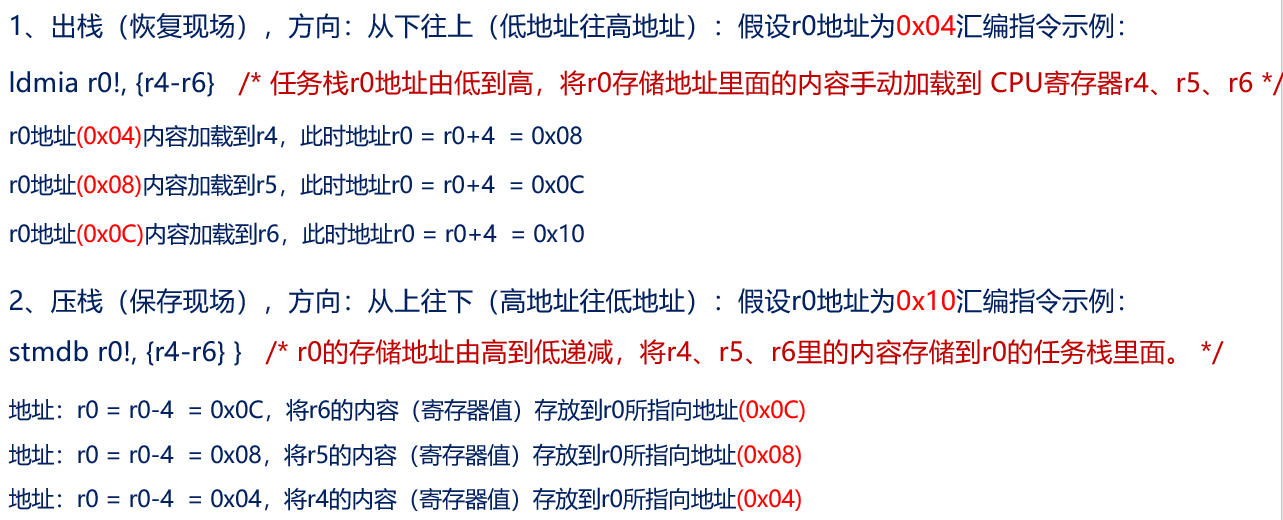 1、出栈（恢复现场），方向：从下往上（低地址往高地址）：假设r0地址为0x04汇编指令示例：
ldmia r0!, {r4-r6}   /* 任务栈r0地址由低到高，将r0存储地址里面的内容手动加载到 CPU寄存器r4、r5、r6 */
r0地址(0x04)内容加载到r4，此时地址r0 = r0+4  = 0x08
r0地址(0x08)内容加载到r5，此时地址r0 = r0+4  = 0x0C
r0地址(0x0C)内容加载到r6，此时地址r0 = r0+4  = 0x10
2、压栈（保存现场），方向：从上往下（高地址往低地址）：假设r0地址为0x10汇编指令示例：
stmdb r0!, {r4-r6} }   /* r0的存储地址由高到低递减，将r4、r5、r6里的内容存储到r0的任务栈里面。 */
地址：r0 = r0-4  = 0x0C，将r6的内容（寄存器值）存放到r0所指向地址(0x0C)
地址：r0 = r0-4  = 0x08，将r5的内容（寄存器值）存放到r0所指向地址(0x08)
地址：r0 = r0-4  = 0x04，将r4的内容（寄存器值）存放到r0所指向地址(0x04)